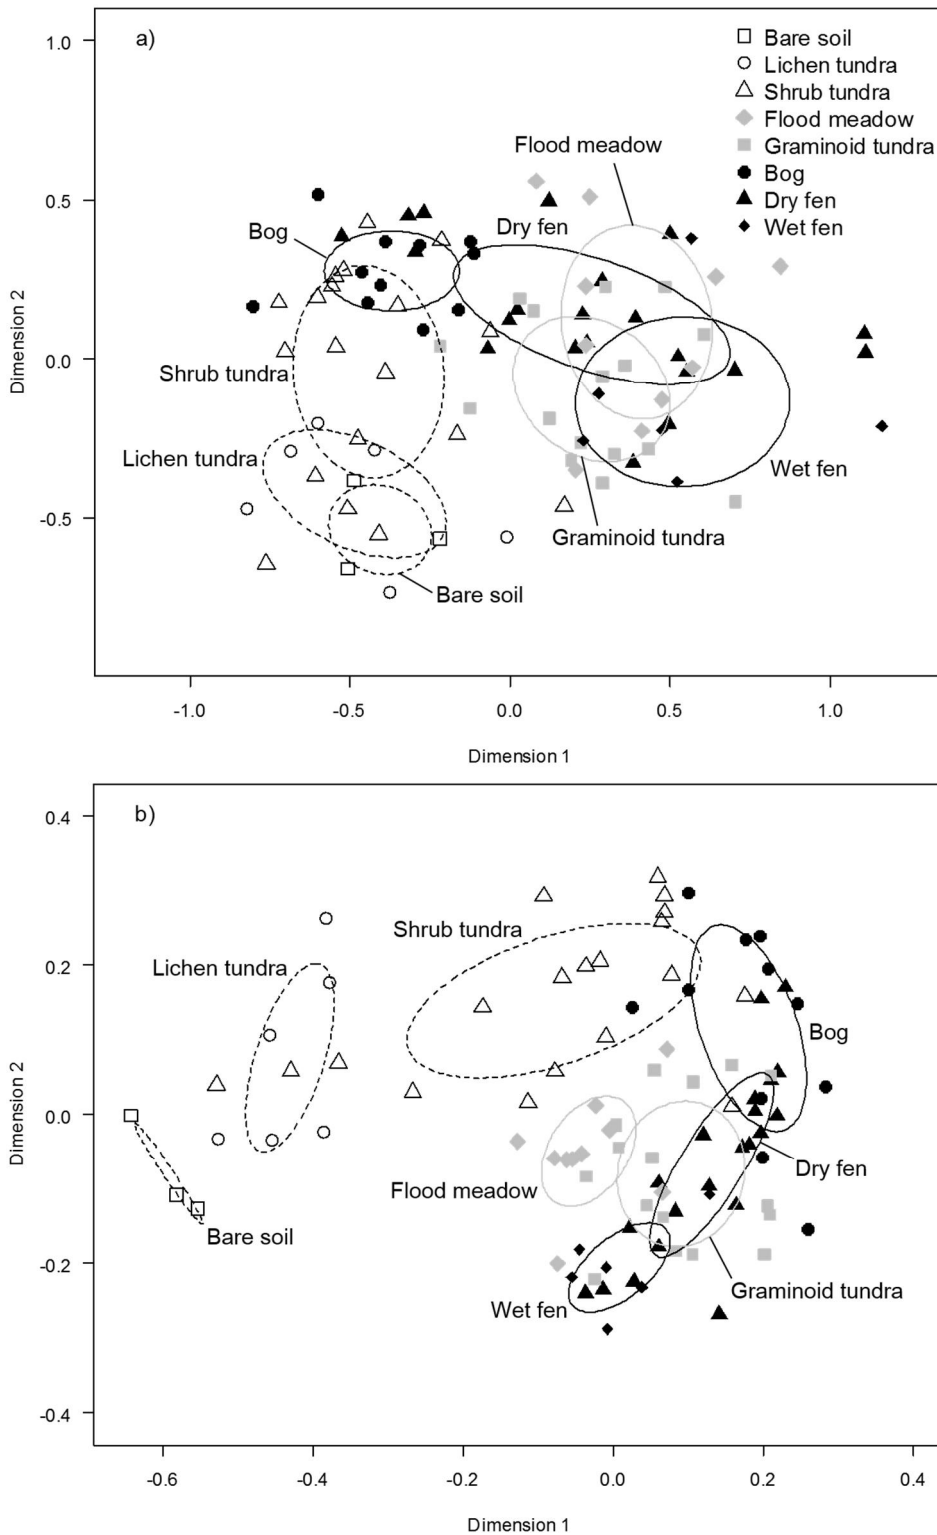 a)
1.0
0.5
0.0
-0.5
Dimension 2
Bare soil
Lichen tundra
Shrub tundra
Flood meadow
Graminoid tundra
Bog
Dry fen
Wet fen
Flood meadow
Dry fen
Bog
Shrub tundra
Lichen tundra
Wet fen
Graminoid tundra
Bare soil
-1.0 -0.5 0.0 0.5 1.0
Dimension 1
b)
0.4
0.2
0.0
-0.2
-0.4
Dimension 2
Shrub tundra
Lichen tundra
Bog
Dry fen
Flood meadow
Bare soil
Graminoid tundra
Wet fen
-0.6 -0.4 -0.2 0.0 0.2 0.4
Dimension 1